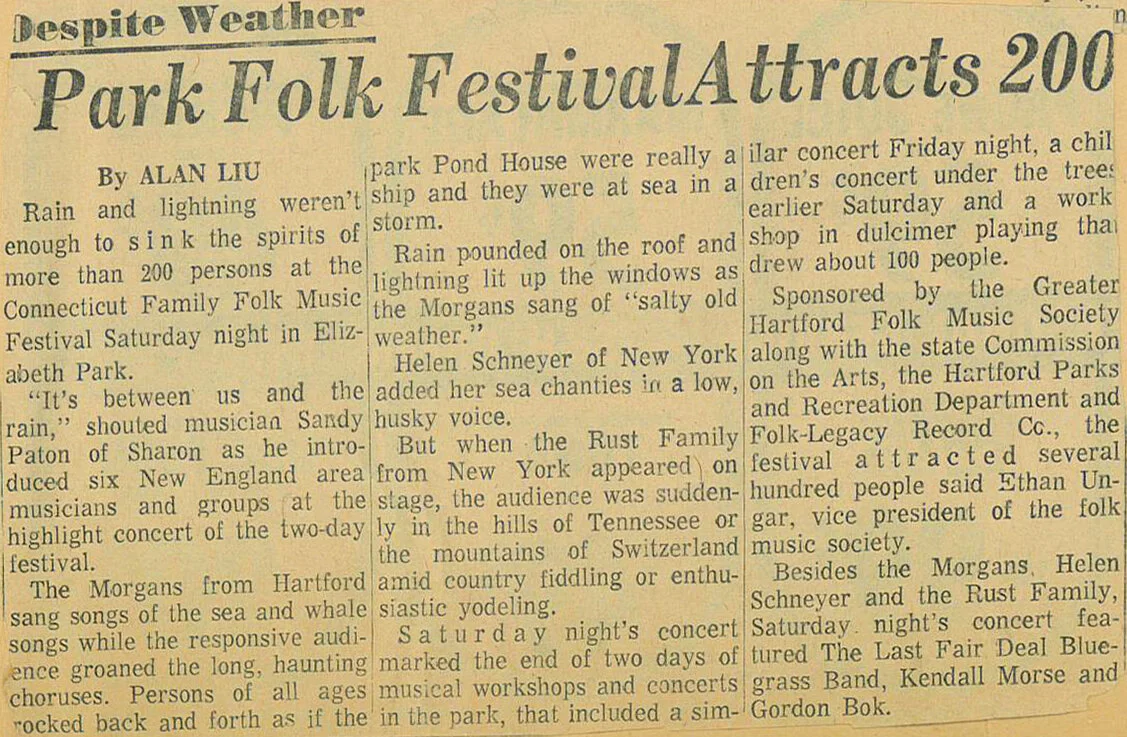 Despite Weather
Park Folk Festival Attracts 200
By ALAN LIU
Rain and lightning weren't
enough to sink the spirits of
more than 200 persons at the
Connecticut Family Folk Music
Festival Saturday night in Eliz-
abeth Park.
"It's between us and the
rain," shouted musician Sandy
Paton of Sharon as he intro-
duced six New England area
musicians and groups at the
highlight concert of the two-day
festival.
The Morgans from Hartford
sang songs of the sea and whale
songs while the responsive audi-
ence groaned the long, haunting
choruses. Persons of all ages
rocked back and forth as if the
park Pond House were really a
ship and they were at sea in a
storm.
Rain pounded on the roof and
lightning lit up the windows as
the Morgans sang of "salty old
weather."
Helen Schneyer of New York
added her sea chanties in a low,
husky voice.
But when the Rust Family
from New York appeared on
stage, the audience was sudden-
ly in the hills of Tennessee or
the mountains of Switzerland
amid country fiddling or enthu-
siastic yodeling.
Saturday night's concert
marked the end of two days of
musical workshops and concerts
in the park, that included a sim-
ilar concert Friday night, a chil
dren's concert under the trees
earlier Saturday and a work
shop in dulcimer playing that
drew about 100 people.
Sponsored by the Greater
Hartford Folk Music Society
along with the state Commission
on the Arts, the Hartford Parks
and Recreation Department and
Folk-Legacy Record Co., the
festival attracted several
hundred people said Ethan Un-
gar, vice president of the folk
music society.
Besides the Morgans, Helen
Schneyer and the Rust Family,
Saturday night's concert fea-
tured The Last Fair Deal Blue-
grass Band, Kendall Morse and
Gordon Bok.